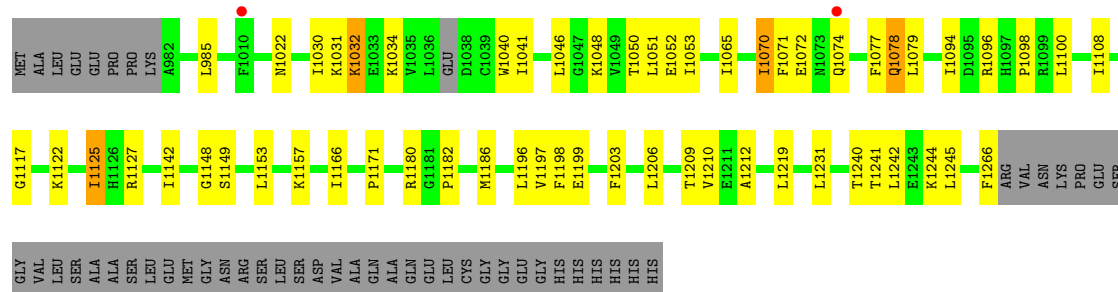 MET ALA LEU GLU GLU PRO PRO LYS A982 L985 F1010 N1022 I1030 K1031 K1032 E1033 K1034 V1035 L1036 GLU D1038 C1039 W1040 I1041 L1046 G1047 K1048 V1049 T1050 L1051 E1052 I1053 I1065 I1070 F1071 E1072 N1073 Q1074 F1077 Q1078 L1079 I1094 D1095 R1096 H1097 P1098 R1099 L1100 I1108
G1117 K1122 I1125 H1126 R1127 I1142 G1148 S1149 L1153 K1157 I1166 P1171 R1180 G1181 P1182 M1186 L1196 V1197 F1198 E1199 F1203 L1206 T1209 V1210 E1211 A1212 L1219 L1231 T1240 T1241 L1242 E1243 K1244 L1245 F1266 ARG VAL ASN LYS PRO GLU SER
GLY VAL LEU SER ALA ALA SER LEU GLU MET GLY ASN ARG SER LEU SER ASP VAL ALA GLN ALA GLN GLU LEU CYS GLY GLY GLU GLY HIS HIS HIS HIS HIS HIS